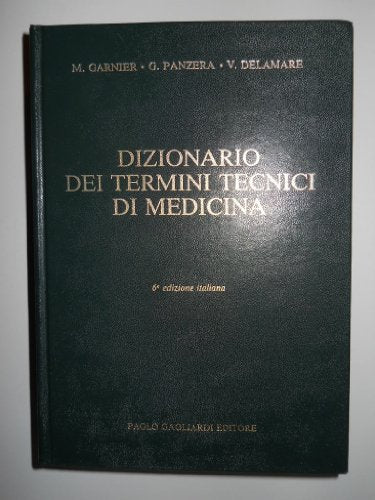 M. GARNIER · G. PANZERA · V. DELAMARE
DIZIONARIO
DEI TERMINI TECNICI
DI MEDICINA
6ª edizione italiana
PAOLO GAGLIARDI EDITORE